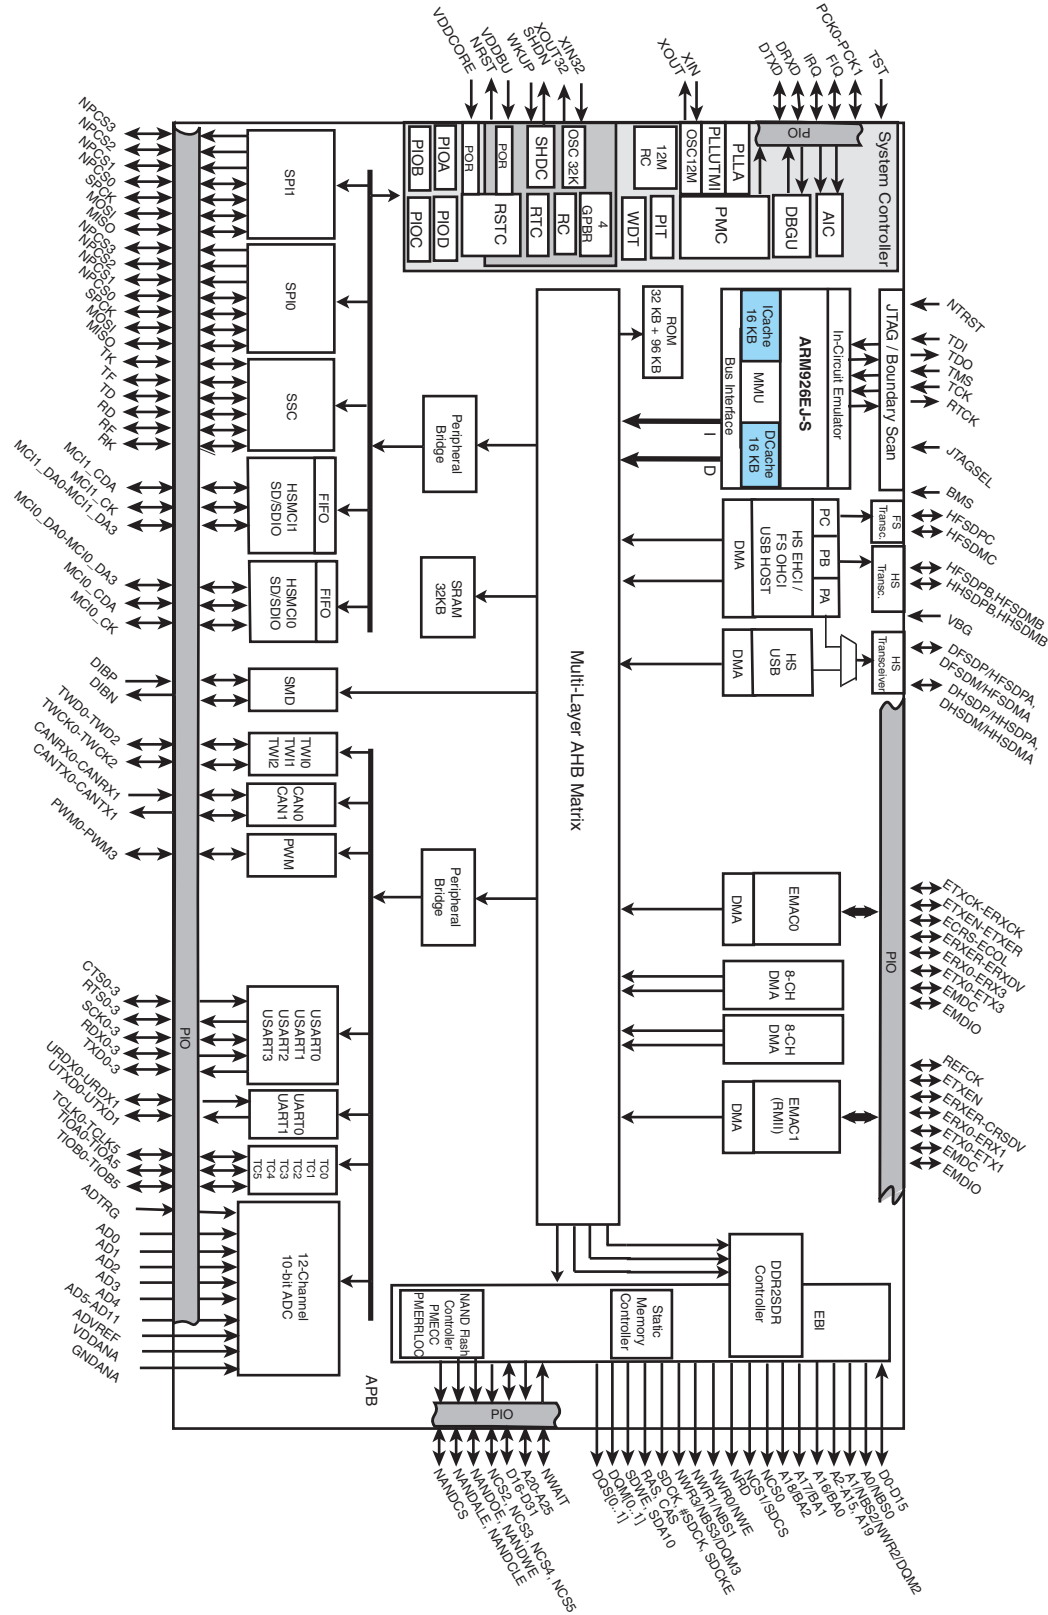 TST
PCK0-PCK1
FIQ
IRQ
DRXD
DTXD
XIN
XOUT
XIN32
XOUT32
SHDN
WKUP
VDDBU
NRST
VDDCORE
System Controller
PIO
AIC
DBGU
PLLA
PLLUTMI
OSC12M
PMC
12M
RC
PIT
WDT
OSC 32K
4
GPBR
RC
SHDC
RTC
POR
RSTC
POR
PIOA
PIOD
PIOB
PIOC
NTRST
TDI
TDO
TMS
TCK
RTCK
JTAGSEL
BMS
HFSDPC
HFSDMC
HFSDPB,HFSDMB
HHSDPB,HHSDMB
VBG
DFSDP/HFSDPA,
DFSDM/HFSDMA
DHSDP/HHSDPA,
DHSDM/HHSDMA
ETXCK-ERXCK
ETXEN-ETXER
ECRS-ECOL
ERXER-ERXDV
ERX0-ERX3
ETX0-ETX3
EMDC
EMDIO
REFCK
ETXEN
ERXER-CRSDV
ERX0-ERX1
ETX0-ETX1
EMDC
EMDIO
JTAG / Boundary Scan
FS
Transc.
HS
Transc.
HS
Transceiver
PIO
In-Circuit Emulator
ARM926EJ-S
ICache
16 KB
MMU
DCache
16 KB
Bus Interface
I
D
ROM
32 KB + 96 KB
PC
PB
PA
HS EHCI /
FS OHCI
USB HOST
DMA
HS
USB
DMA
EMAC0
DMA
8-CH
DMA
8-CH
DMA
EMAC1
(RMII)
DMA
Multi-Layer AHB Matrix
Peripheral
Bridge
SRAM
32KB
Peripheral
Bridge
EBI
DDR2SDR
Controller
Static
Memory
Controller
NAND Flash
Controller
PMECC
PMERRLOC
PIO
APB
SPI1
SPI0
SSC
FIFO
HSMCI1
SD/SDIO
FIFO
HSMCI0
SD/SDIO
SMD
TWI0
TWI1
TWI2
CAN0
CAN1
PWM
USART0
USART1
USART2
USART3
UART0
UART1
TC0
TC1
TC2
TC3
TC4
TC5
12-Channel
10-bit ADC
PIO
NPCS3
NPCS2
NPCS1
NPCS0
SPCK
MOSI
MISO
NPCS3
NPCS2
NPCS1
NPCS0
SPCK
MOSI
MISO
TK
TF
TD
RD
RF
RK
MCI1_CDA
MCI1_CK
MCI1_DA0-MCI1_DA3
MCI0_DA0-MCI0_DA3
MCI0_CDA
MCI0_CK
DIBP
DIBN
TWD0-TWD2
TWCK0-TWCK2
CANRX0-CANRX1
CANTX0-CANTX1
PWM0-PWM3
CTS0-3
RTS0-3
SCK0-3
RDX0-3
TXD0-3
URDX0-URDX1
UTXD0-UTXD1
TCLK0-TCLK5
TIOA0-TIOA5
TIOB0-TIOB5
ADTRG
AD0
AD1
AD2
AD3
AD4
AD5-AD11
ADVREF
VDDANA
GNDANA
D0-D15
A0/NBS0
A1/NBS2/NWR2/DQM2
A2-A15, A19
A16/BA0
A17/BA1
A18/BA2
NCS0
NCS1/SDCS
NRD
NWR0/NWE
NWR1/NBS1
NWR3/NBS3/DQM3
SDCK, #SDCK, SDCKE
RAS, CAS
SDWE, SDA10
DQM[0..1]
DQS[0..1]
NWAIT
A20-A25
D16-D31
NCS2, NCS3, NCS4, NCS5
NANDOE, NANDWE
NANDALE, NANDCLE
NANDCS